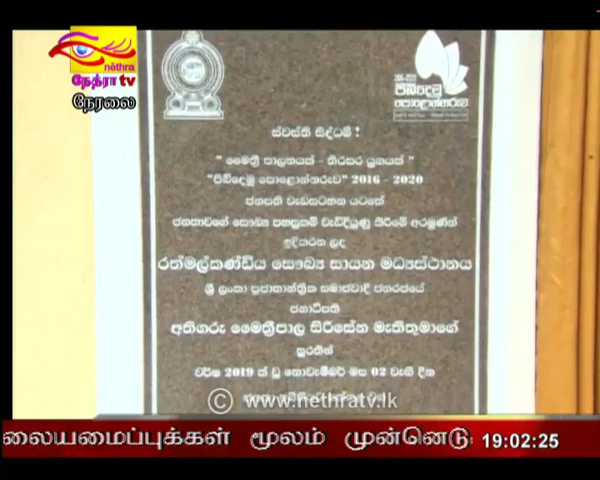 nethra
நேத்ரா tv
நேரலை
පිබිදෙමු
පොළොන්නරුව
ස්වස්ති සිද්ධම් !
" මෛත්‍රී පාලනයක් - තිරසර යුගයක් "
"පිබිදෙමු පොළොන්නරුව" 2016 - 2020
ජනපති වැඩසටහන යටතේ
ජනතාවගේ සෞඛ්‍ය පහසුකම් වැඩිදියුණු කිරීමේ අරමුණින්
ඉදිකරන ලද
රත්මල්කණ්ඩිය සෞඛ්‍ය සායන මධ්‍යස්ථානය
ශ්‍රී ලංකා ප්‍රජාතාන්ත්‍රික සමාජවාදී ජනරජයේ
ජනාධිපති
අතිගරු මෛත්‍රීපාල සිරිසේන මැතිතුමාගේ
සුරතින්
වර්ෂ 2019 ක් වූ නොවැම්බර් මස 02 වැනි දින
© www.nethratv.lk
லையமைப்புக்கள் மூலம் முன்னெடு
19:02:25